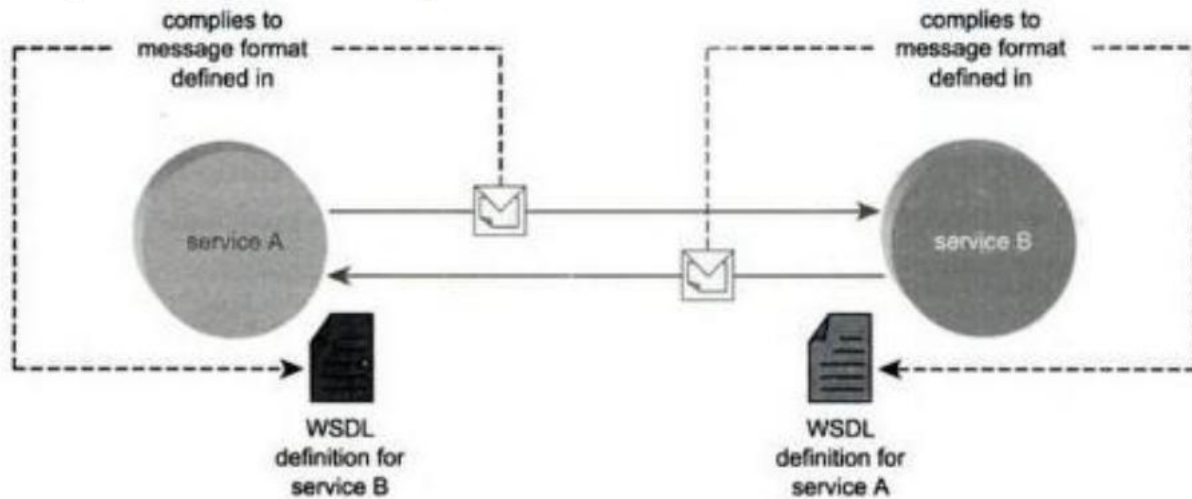 complies to
message format
defined in
complies to
message format
defined in
service A
service B
WSDL
definition for
service B
WSDL
definition for
service A